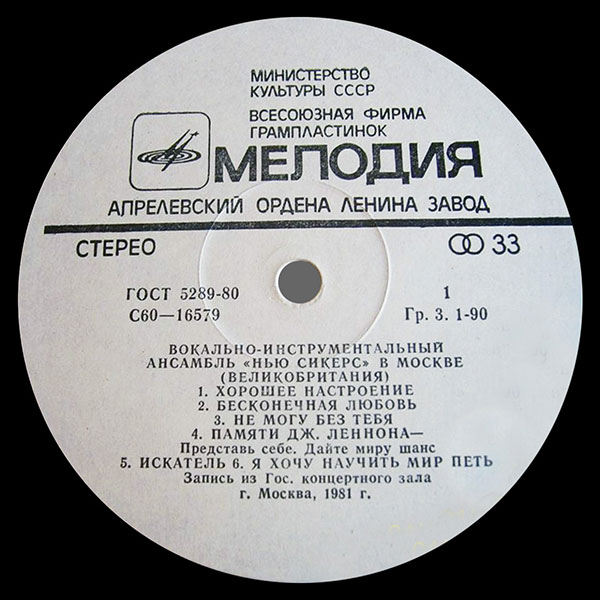 МИНИСТЕРСТВО
КУЛЬТУРЫ СССР
ВСЕСОЮЗНАЯ ФИРМА
ГРАМПЛАСТИНОК
МЕЛОДИЯ
АПРЕЛЕВСКИЙ ОРДЕНА ЛЕНИНА ЗАВОД
СТЕРЕО 33
ГОСТ 5289-80 1
С60—16579 Гр. 3. 1-90
ВОКАЛЬНО-ИНСТРУМЕНТАЛЬНЫЙ
АНСАМБЛЬ «НЬЮ СИКЕРС» В МОСКВЕ
(ВЕЛИКОБРИТАНИЯ)
1. ХОРОШЕЕ НАСТРОЕНИЕ
2. БЕСКОНЕЧНАЯ ЛЮБОВЬ
3. НЕ МОГУ БЕЗ ТЕБЯ
4. ПАМЯТИ ДЖ. ЛЕННОНА—
Представь себе. Дайте миру шанс
5. ИСКАТЕЛЬ 6. Я ХОЧУ НАУЧИТЬ МИР ПЕТЬ
Запись из Гос. концертного зала
г. Москва, 1981 г.